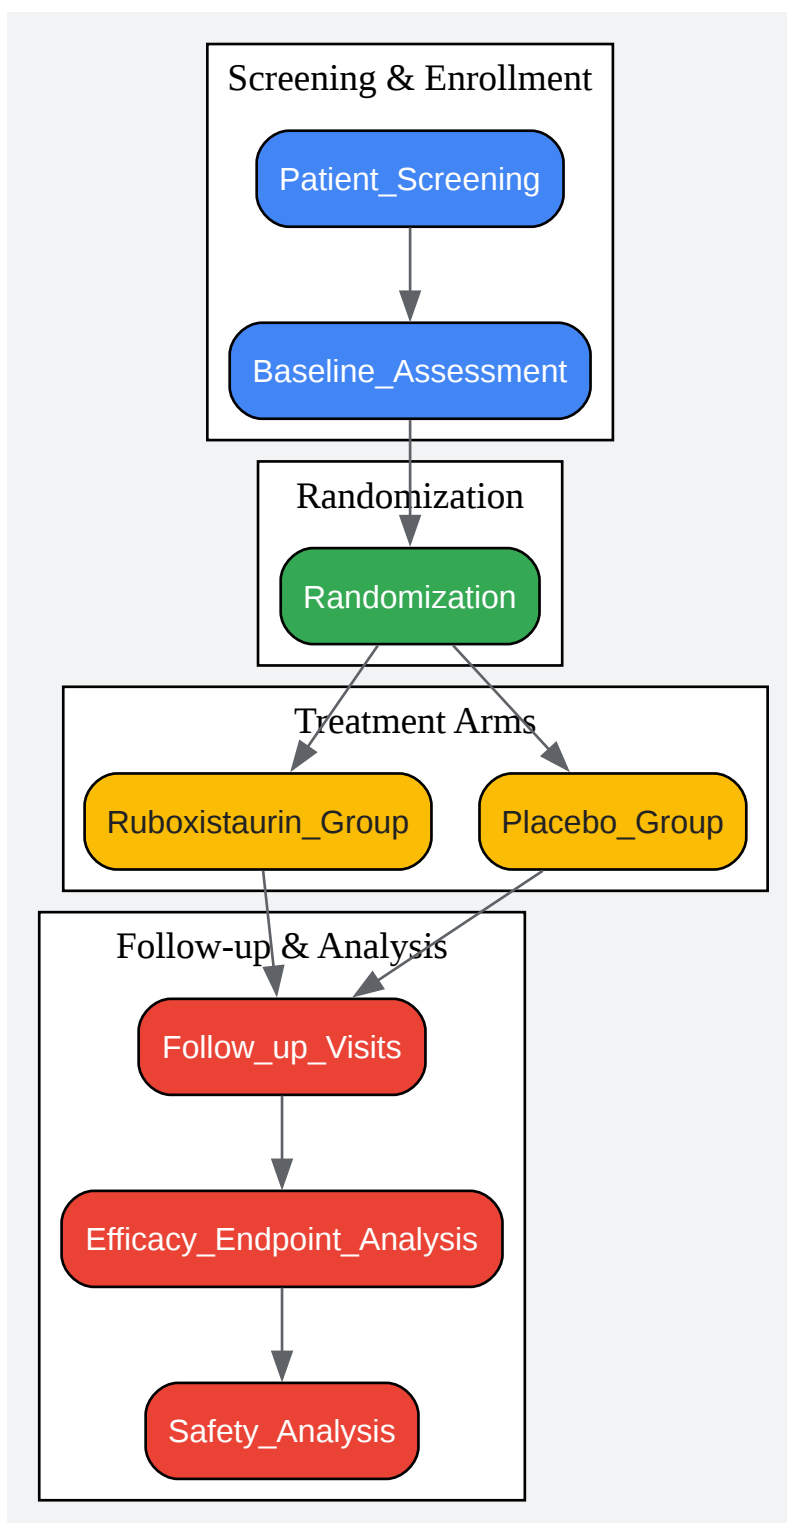 Screening & Enrollment
Patient_Screening
Baseline_Assessment
Randomization
Randomization
Treatment Arms
Ruboxistaurin_Group
Placebo_Group
Follow-up & Analysis
Follow_up_Visits
Efficacy_Endpoint_Analysis
Safety_Analysis